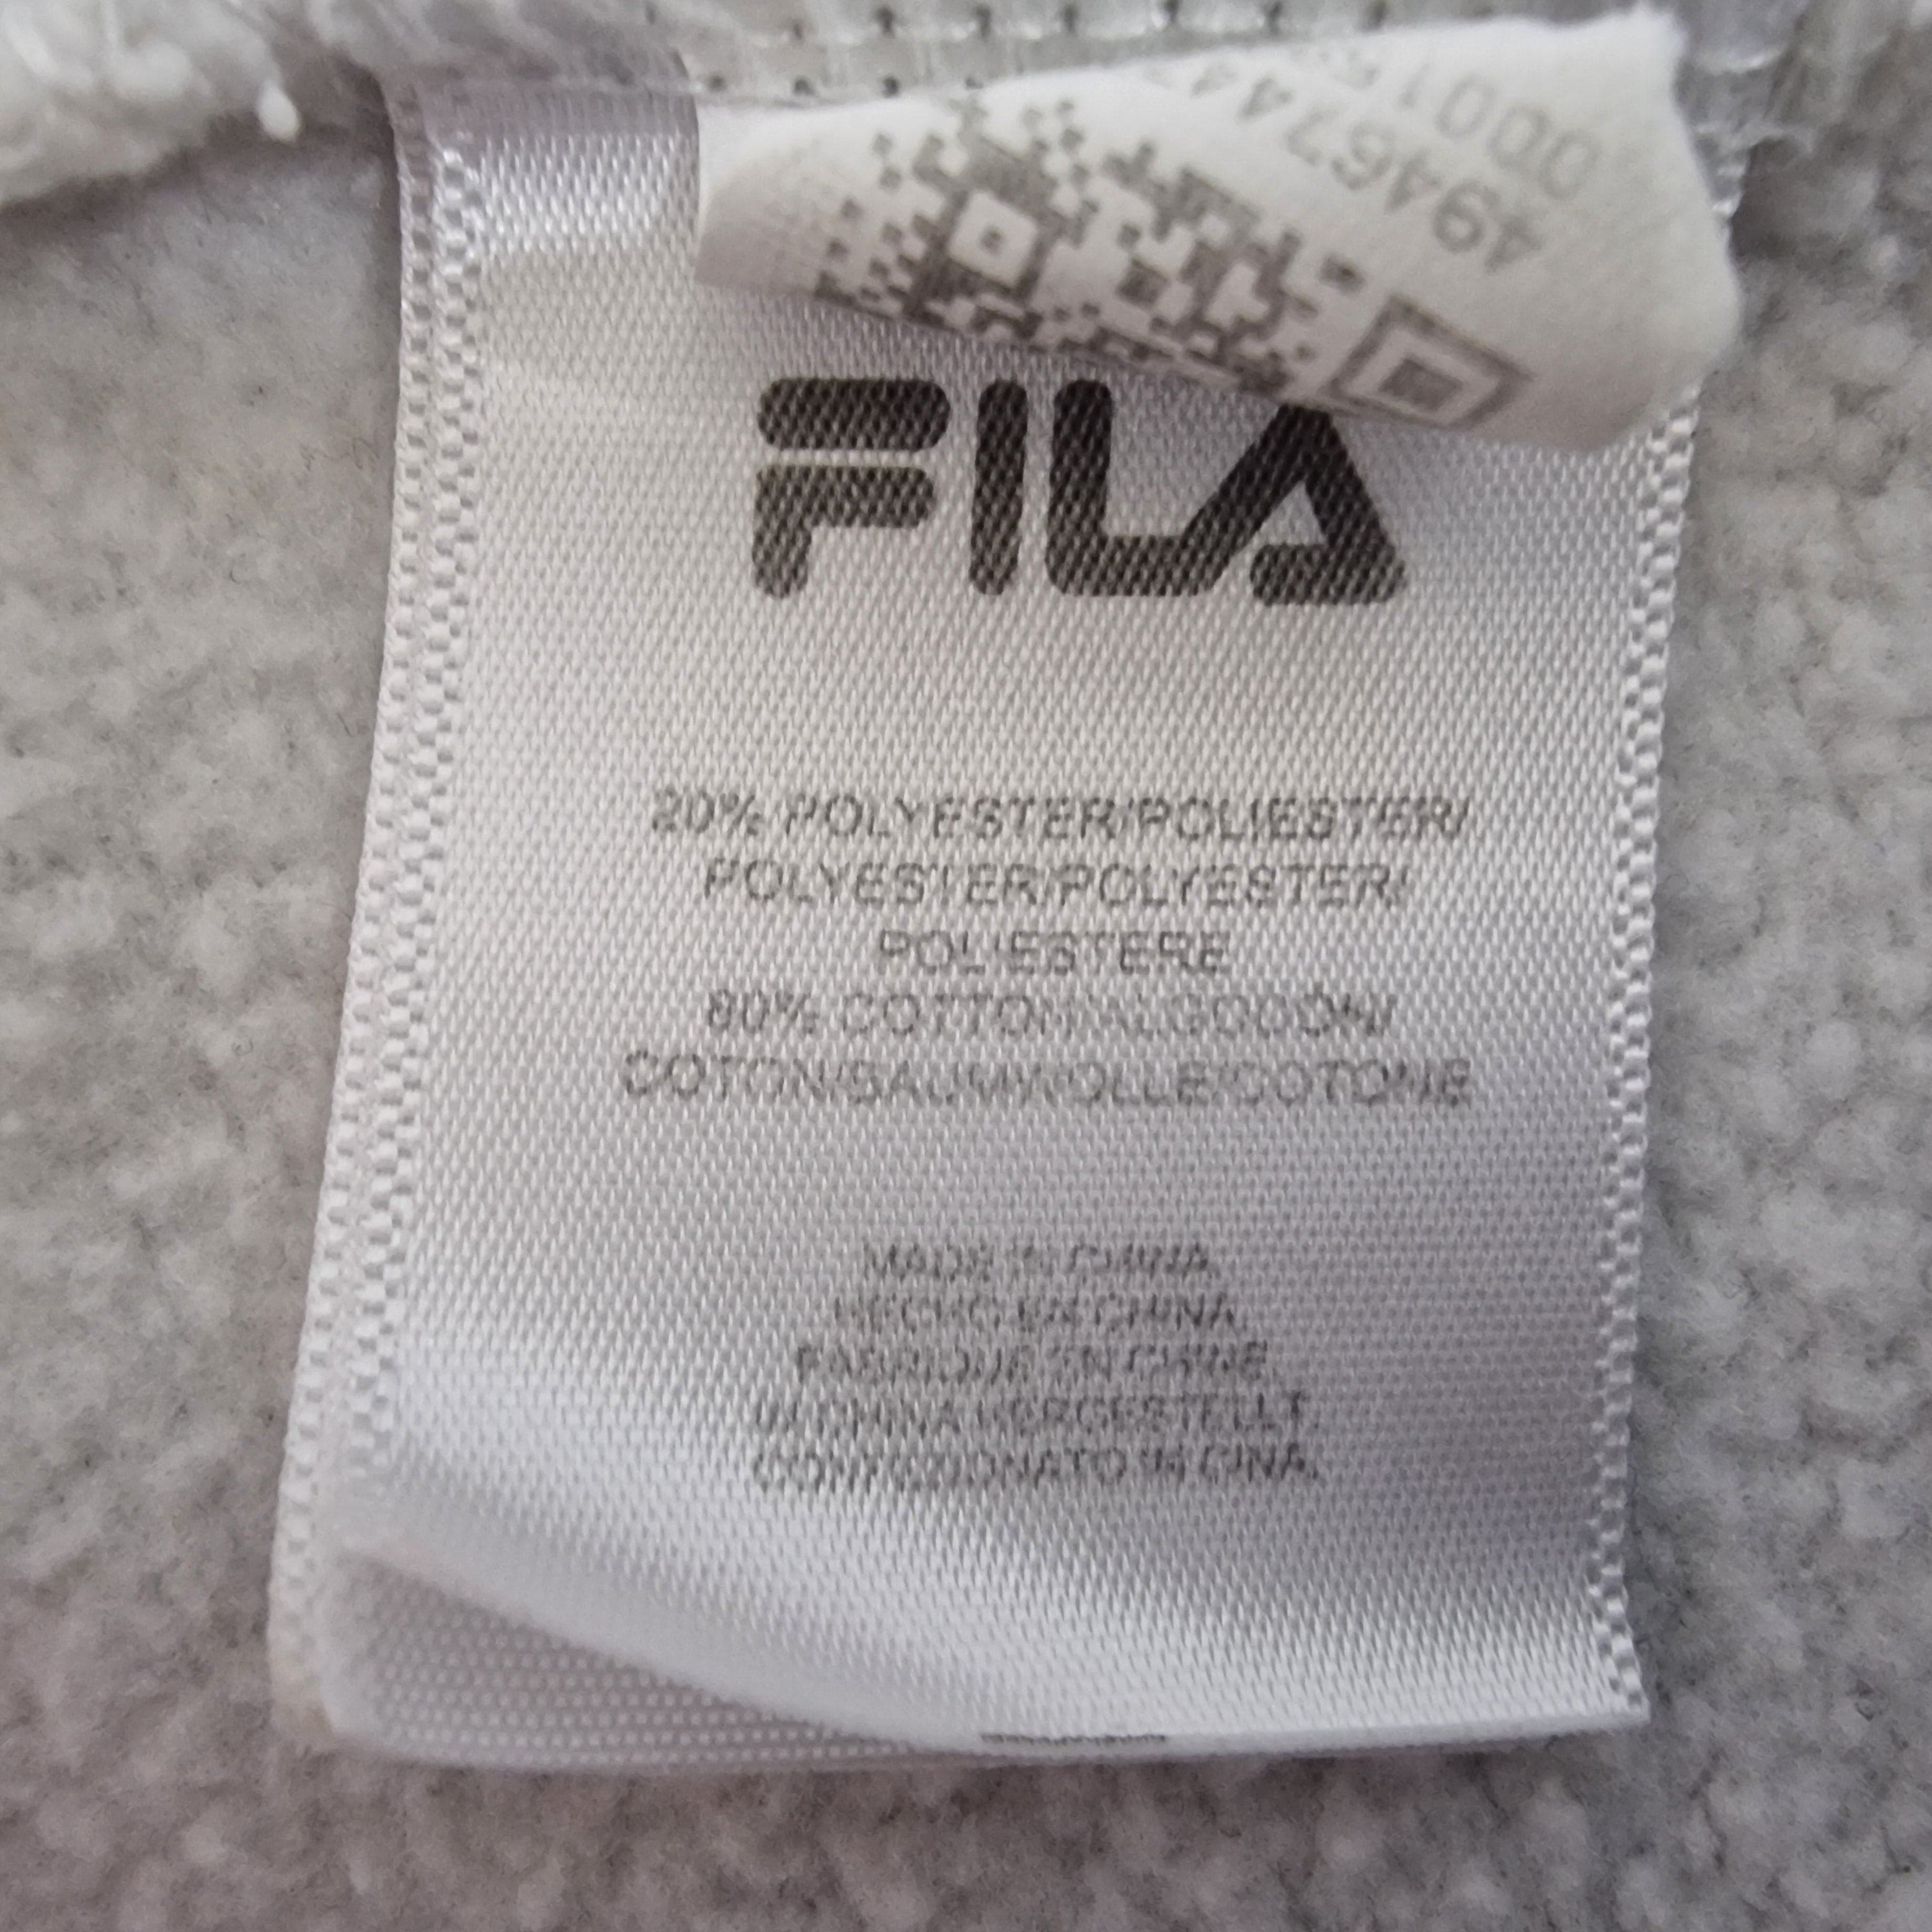 FILA
20% POLYESTER/POLIESTER/
POLYESTER/POLYESTER/
POLIESTERE
80% COTTON/ALGODON/
COTON/BAUMWOLLE/COTONE
MADE IN CHINA
HECHO EN CHINA
FABRIQUE EN CHINE
IN CHINA HERGESTELLT
CONFEZIONATO IN CINA